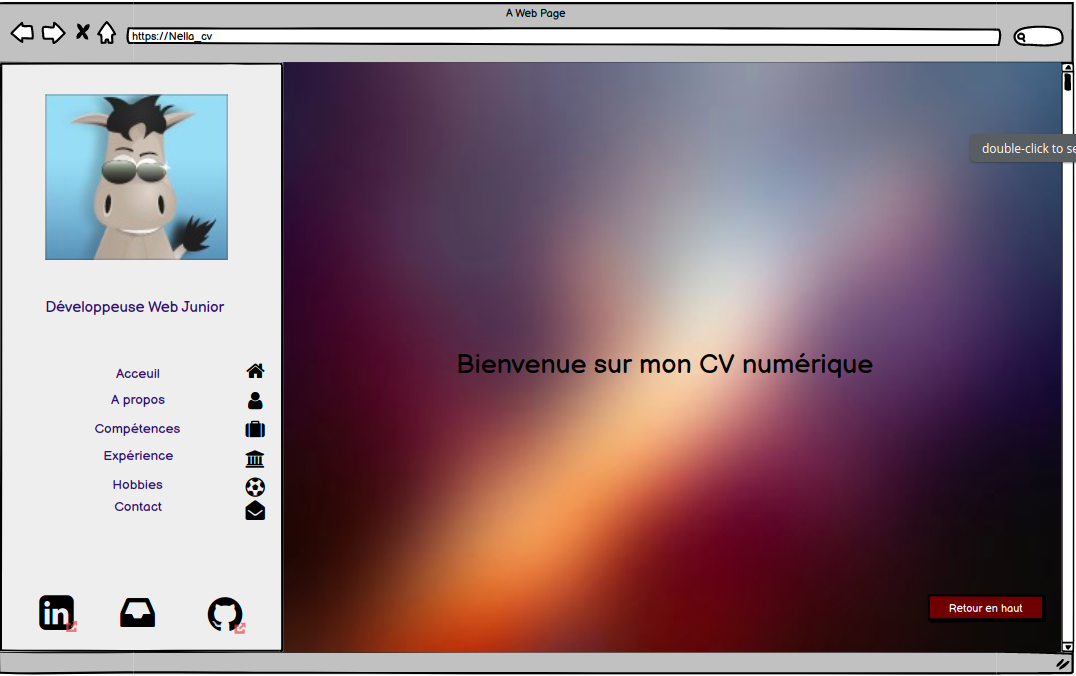 A Web Page
https://Nella_cv
double-click to se
Développeuse Web Junior
Bienvenue sur mon CV numérique
Acceuil
A propos
Compétences
Expérience
Hobbies
Contact
in
Retour en haut